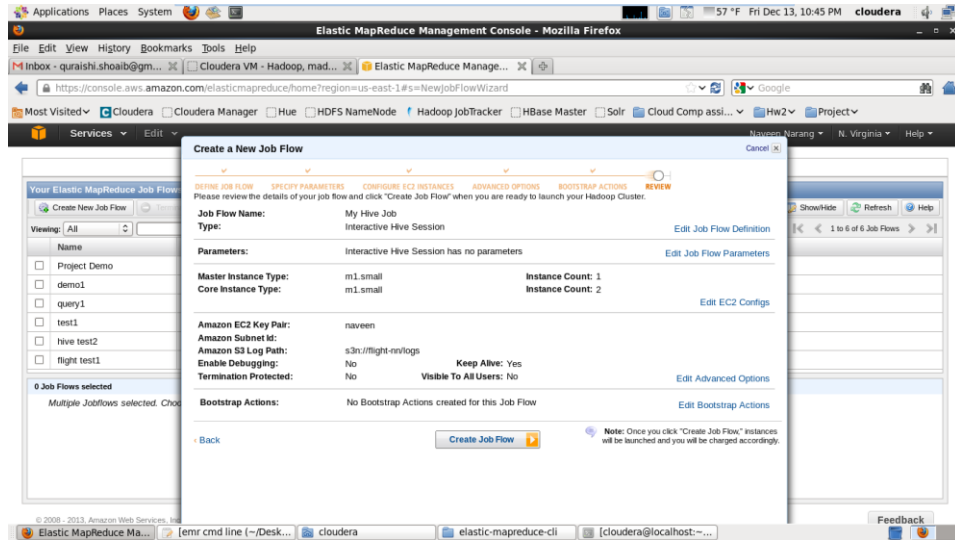 Applications Places System 57 °F Fri Dec 13, 10:45 PM cloudera
Elastic MapReduce Management Console - Mozilla Firefox
File Edit View History Bookmarks Tools Help
Inbox - quraishi.shoaib@gm... Cloudera VM - Hadoop, mad... Elastic MapReduce Manage...
https://console.aws.amazon.com/elasticmapreduce/home?region=us-east-1#s=NewJobFlowWizard Google
Most Visited Cloudera Cloudera Manager Hue HDFS NameNode Hadoop JobTracker HBase Master Solr Cloud Comp assi... Hw2 Project
Services Edit Naveen Narang N. Virginia Help
Create a New Job Flow Cancel
DEFINE JOB FLOW SPECIFY PARAMETERS CONFIGURE EC2 INSTANCES ADVANCED OPTIONS BOOTSTRAP ACTIONS REVIEW
Please review the details of your job flow and click "Create Job Flow" when you are ready to launch your Hadoop Cluster.
Your Elastic MapReduce Job Flows
Create New Job Flow Show/Hide Refresh Help
Viewing: All 1 to 6 of 6 Job Flows
Name
Project Demo
demo1
query1
test1
hive test2
flight test1
0 Job Flows selected
Multiple Jobflows selected. Choo
Job Flow Name: My Hive Job
Type: Interactive Hive Session Edit Job Flow Definition
Parameters: Interactive Hive Session has no parameters Edit Job Flow Parameters
Master Instance Type: m1.small Instance Count: 1
Core Instance Type: m1.small Instance Count: 2
Edit EC2 Configs
Amazon EC2 Key Pair: naveen
Amazon Subnet Id:
Amazon S3 Log Path: s3n://flight-nn/logs
Enable Debugging: No Keep Alive: Yes
Termination Protected: No Visible To All Users: No Edit Advanced Options
Bootstrap Actions: No Bootstrap Actions created for this Job Flow Edit Bootstrap Actions
‹ Back Create Job Flow Note: Once you click "Create Job Flow," instances
will be launched and you will be charged accordingly.
© 2008 - 2013, Amazon Web Services, Inc Feedback
Elastic MapReduce Ma... [emr cmd line (~/Desk... cloudera elastic-mapreduce-cli [cloudera@localhost:~...